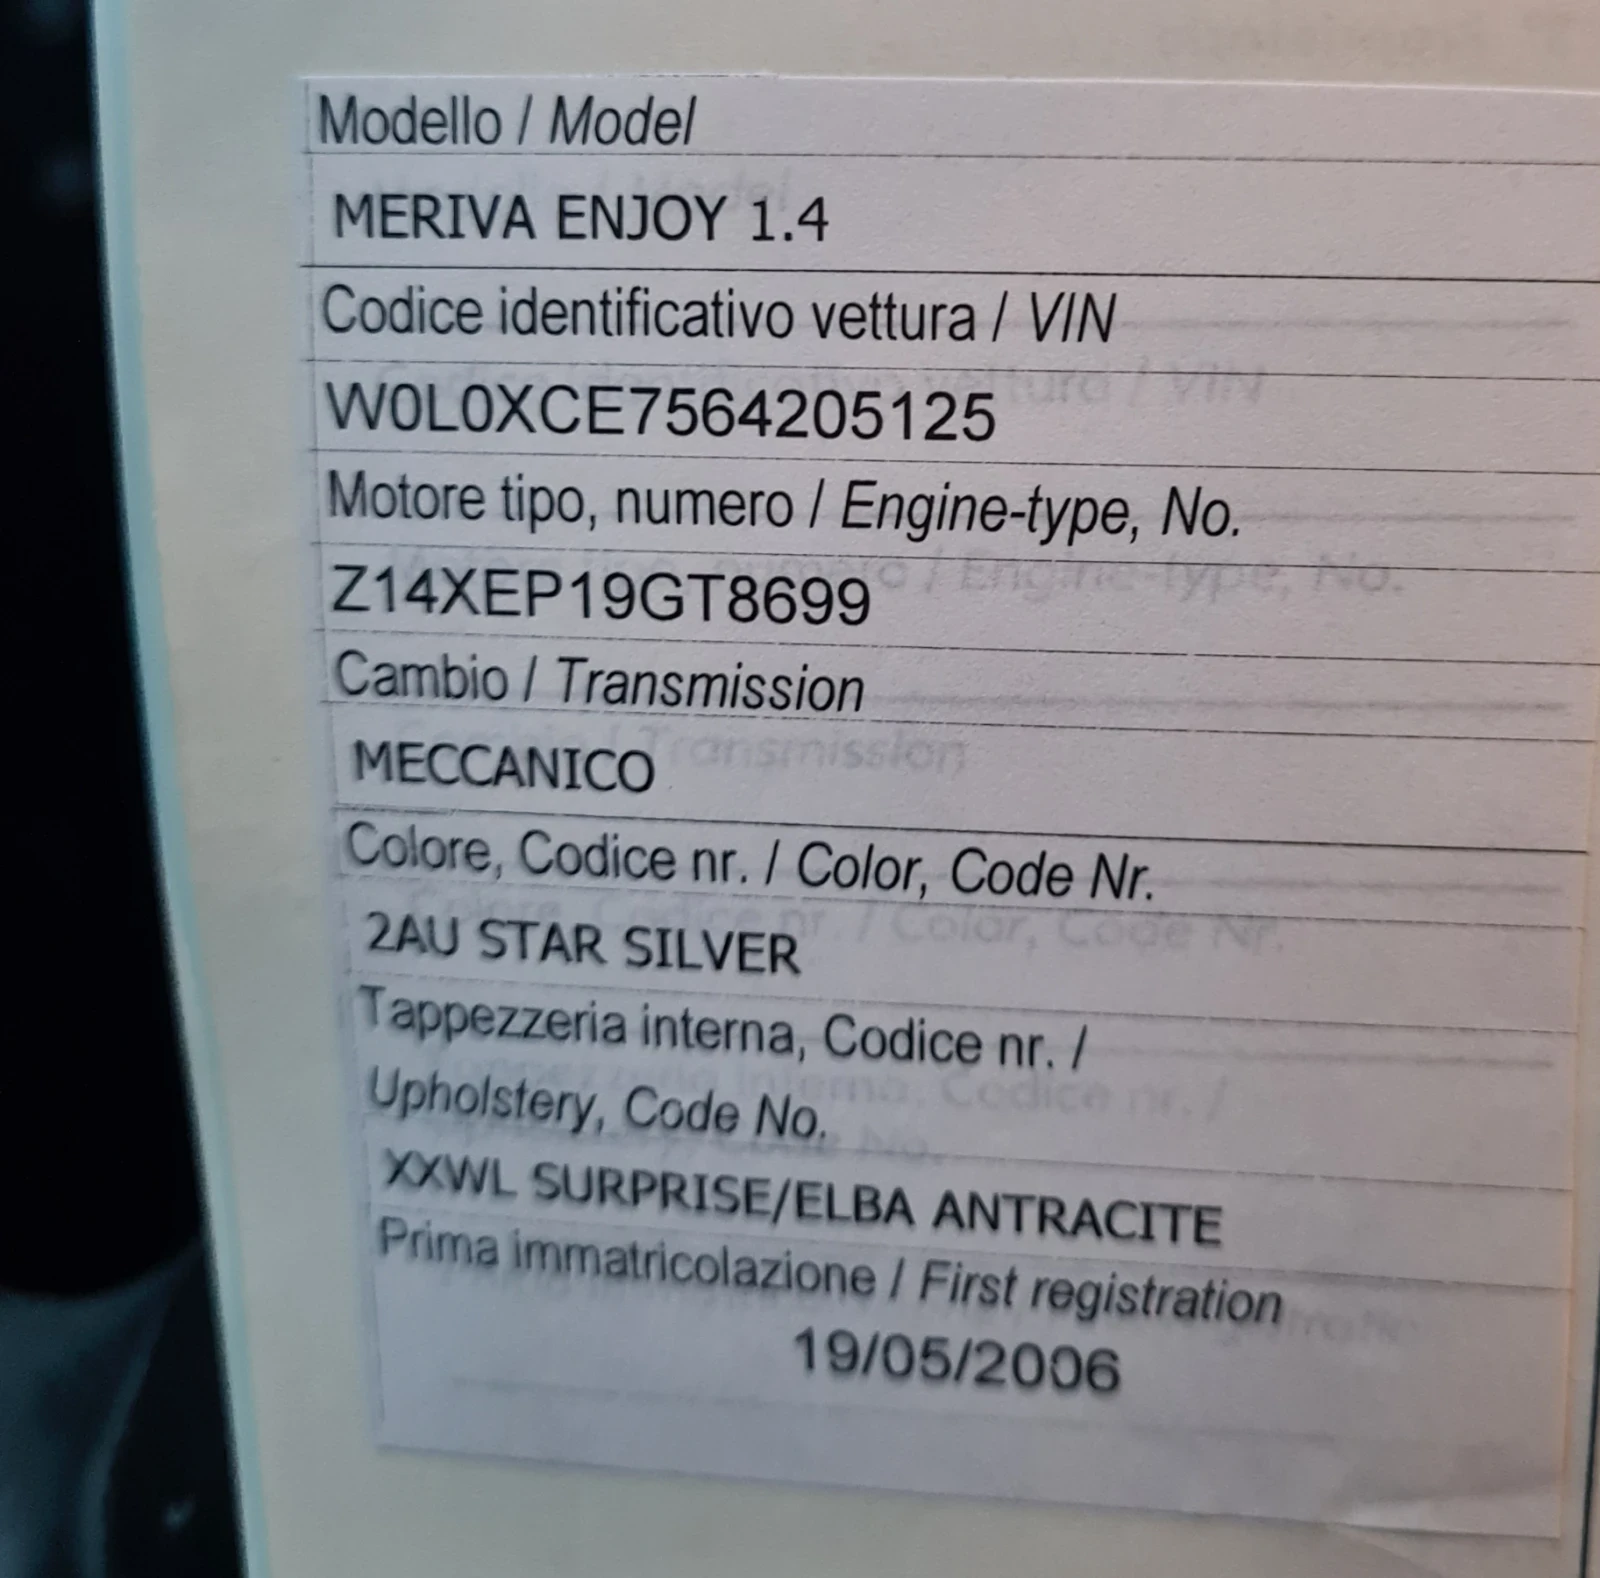 Modello / Model
MERIVA ENJOY 1.4
Codice identificativo vettura / VIN
W0L0XCE7564205125
Motore tipo, numero / Engine-type, No.
Z14XEP19GT8699
Cambio / Transmission
MECCANICO
Colore, Codice nr. / Color, Code Nr.
2AU STAR SILVER
Tappezzeria interna, Codice nr. /
Upholstery, Code No.
XXWL SURPRISE/ELBA ANTRACITE
Prima immatricolazione / First registration
19/05/2006